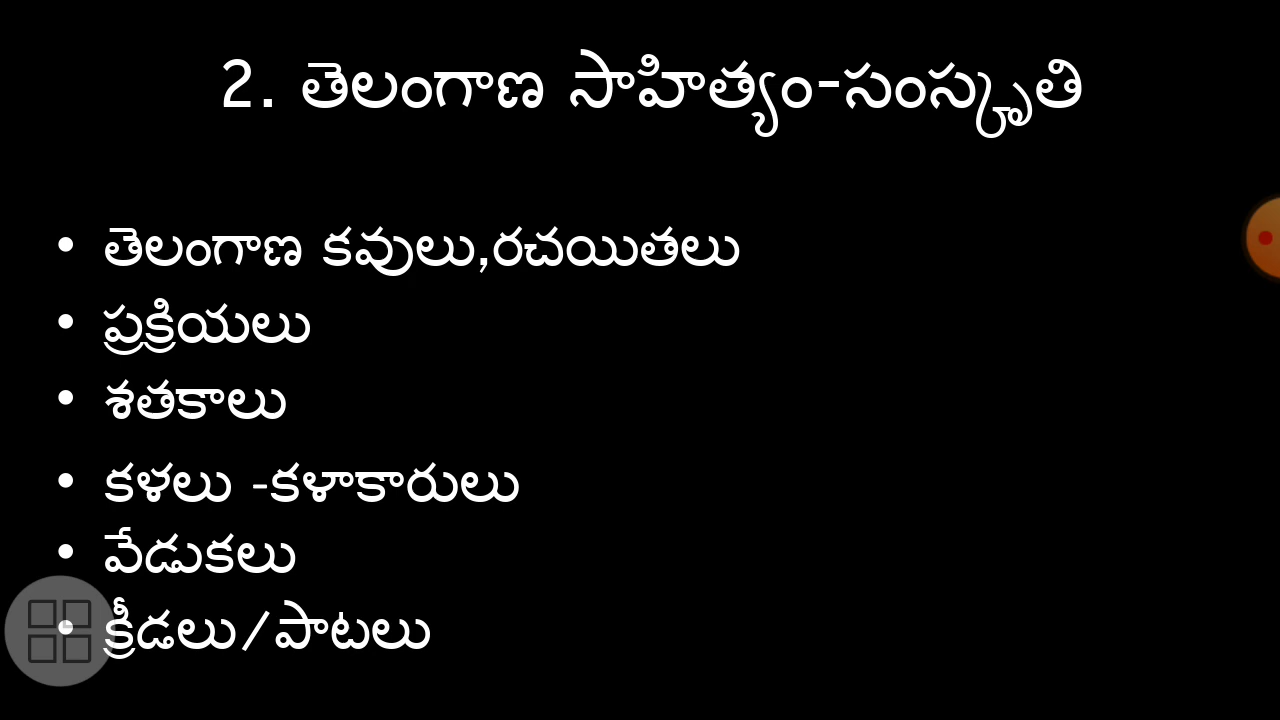 2. తెలంగాణ సాహిత్యం-సంస్కృతి
• తెలంగాణ కవులు,రచయితలు
• ప్రక్రియలు
• శతకాలు
• కళలు -కళాకారులు
• వేడుకలు
• క్రీడలు/పాటలు